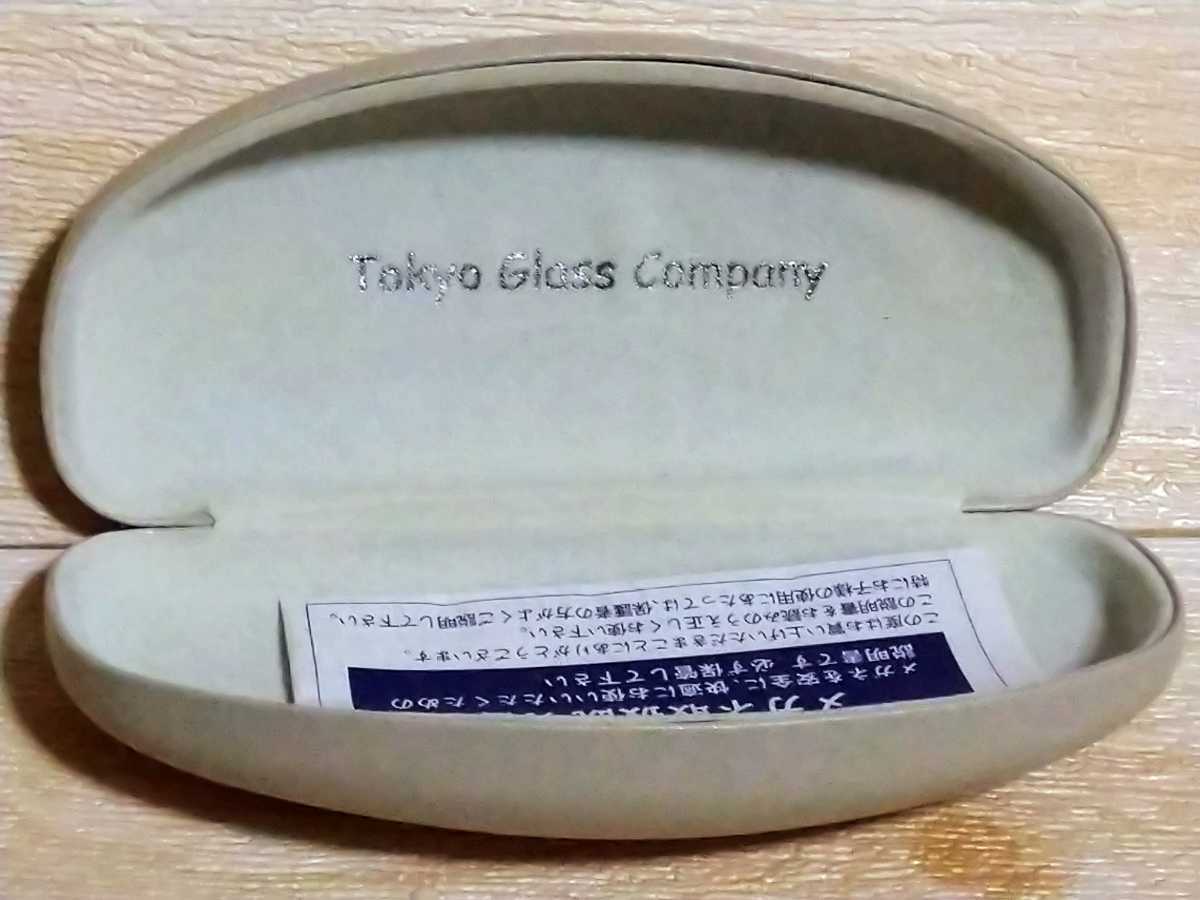 Tokyo Glass Company
メガネ取扱説
メガネを安全に、快適にお使いいただくための
説明書です 必ず保管して下さい
この度はお買い上げいただきまことにありがとうございます。
この説明書をお読みのうえ正しくお使い下さい。
特にお子様の使用にあたっては、保護者の方がよくご説明して下さい。